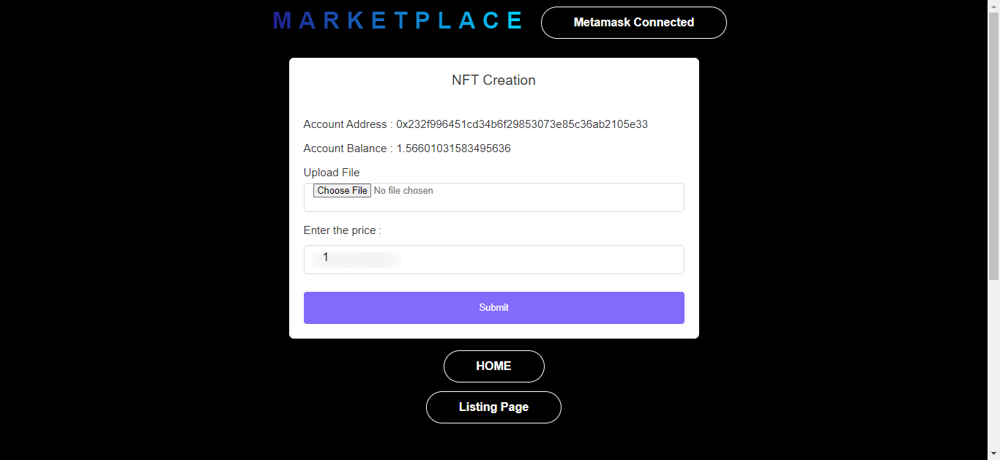 MARKETPLACE
Metamask Connected
NFT Creation
Account Address : 0x232f996451cd34b6f29853073e85c36ab2105e33
Account Balance : 1.56601031583495636
Upload File
Choose File No file chosen
Enter the price :
1
Submit
HOME
Listing Page